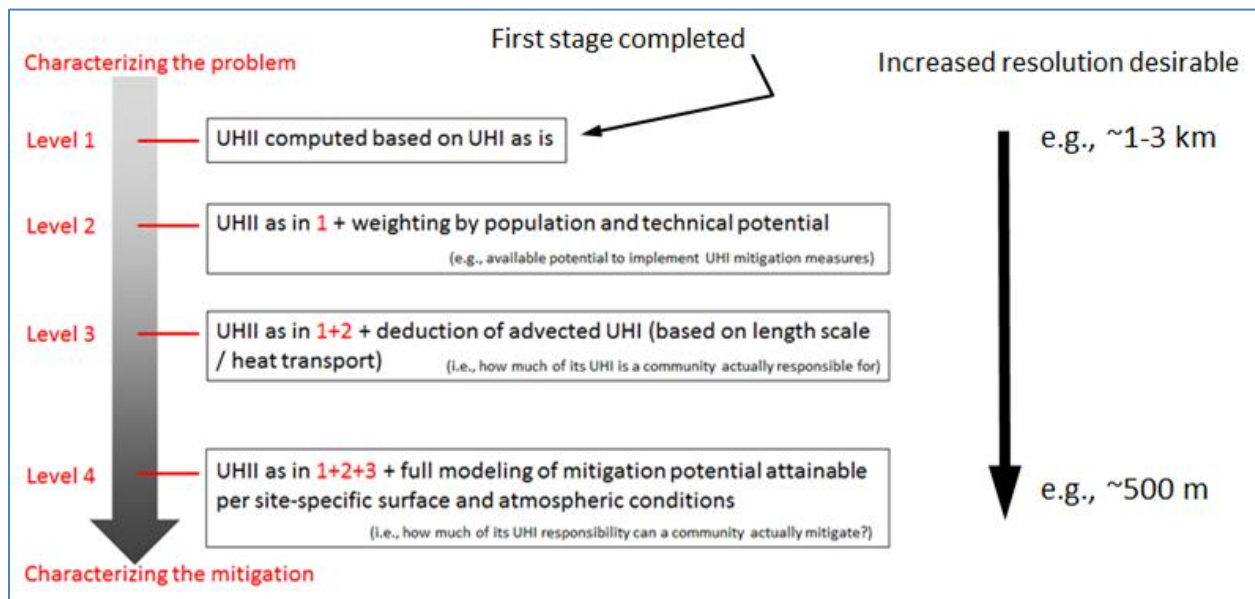 First stage completed
Characterizing the problem
Increased resolution desirable
Level 1
UHII computed based on UHI as is
e.g., ~1-3 km
Level 2
UHII as in 1 + weighting by population and technical potential
(e.g., available potential to implement UHI mitigation measures)
Level 3
UHII as in 1+2 + deduction of advected UHI (based on length scale
/ heat transport)
(i.e., how much of its UHI is a community actually responsible for)
Level 4
UHII as in 1+2+3 + full modeling of mitigation potential attainable
per site-specific surface and atmospheric conditions
(i.e., how much of its UHI responsibility can a community actually mitigate?)
e.g., ~500 m
Characterizing the mitigation